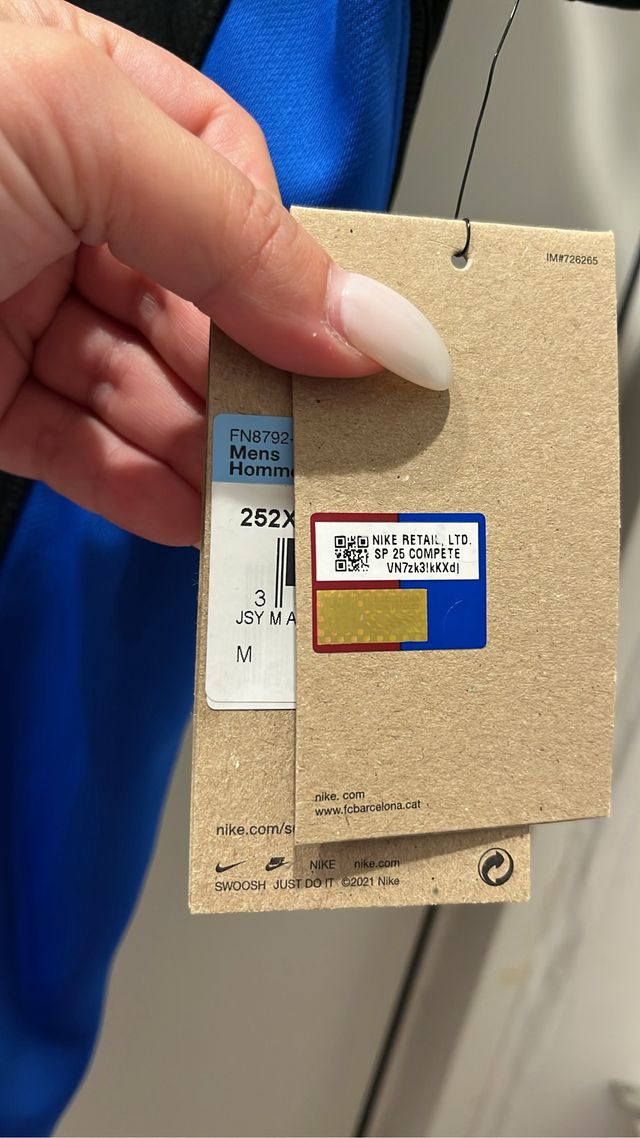 IM#726265
FN8792-
Mens
Homme
252X
3
JSY M A
M
NIKE RETAIL, LTD.
SP 25 COMPETE
VN7zk3!kKXd|
nike. com
www.fcbarcelona.cat
nike.com/s
NIKE nike.com
SWOOSH JUST DO IT ©2021 Nike